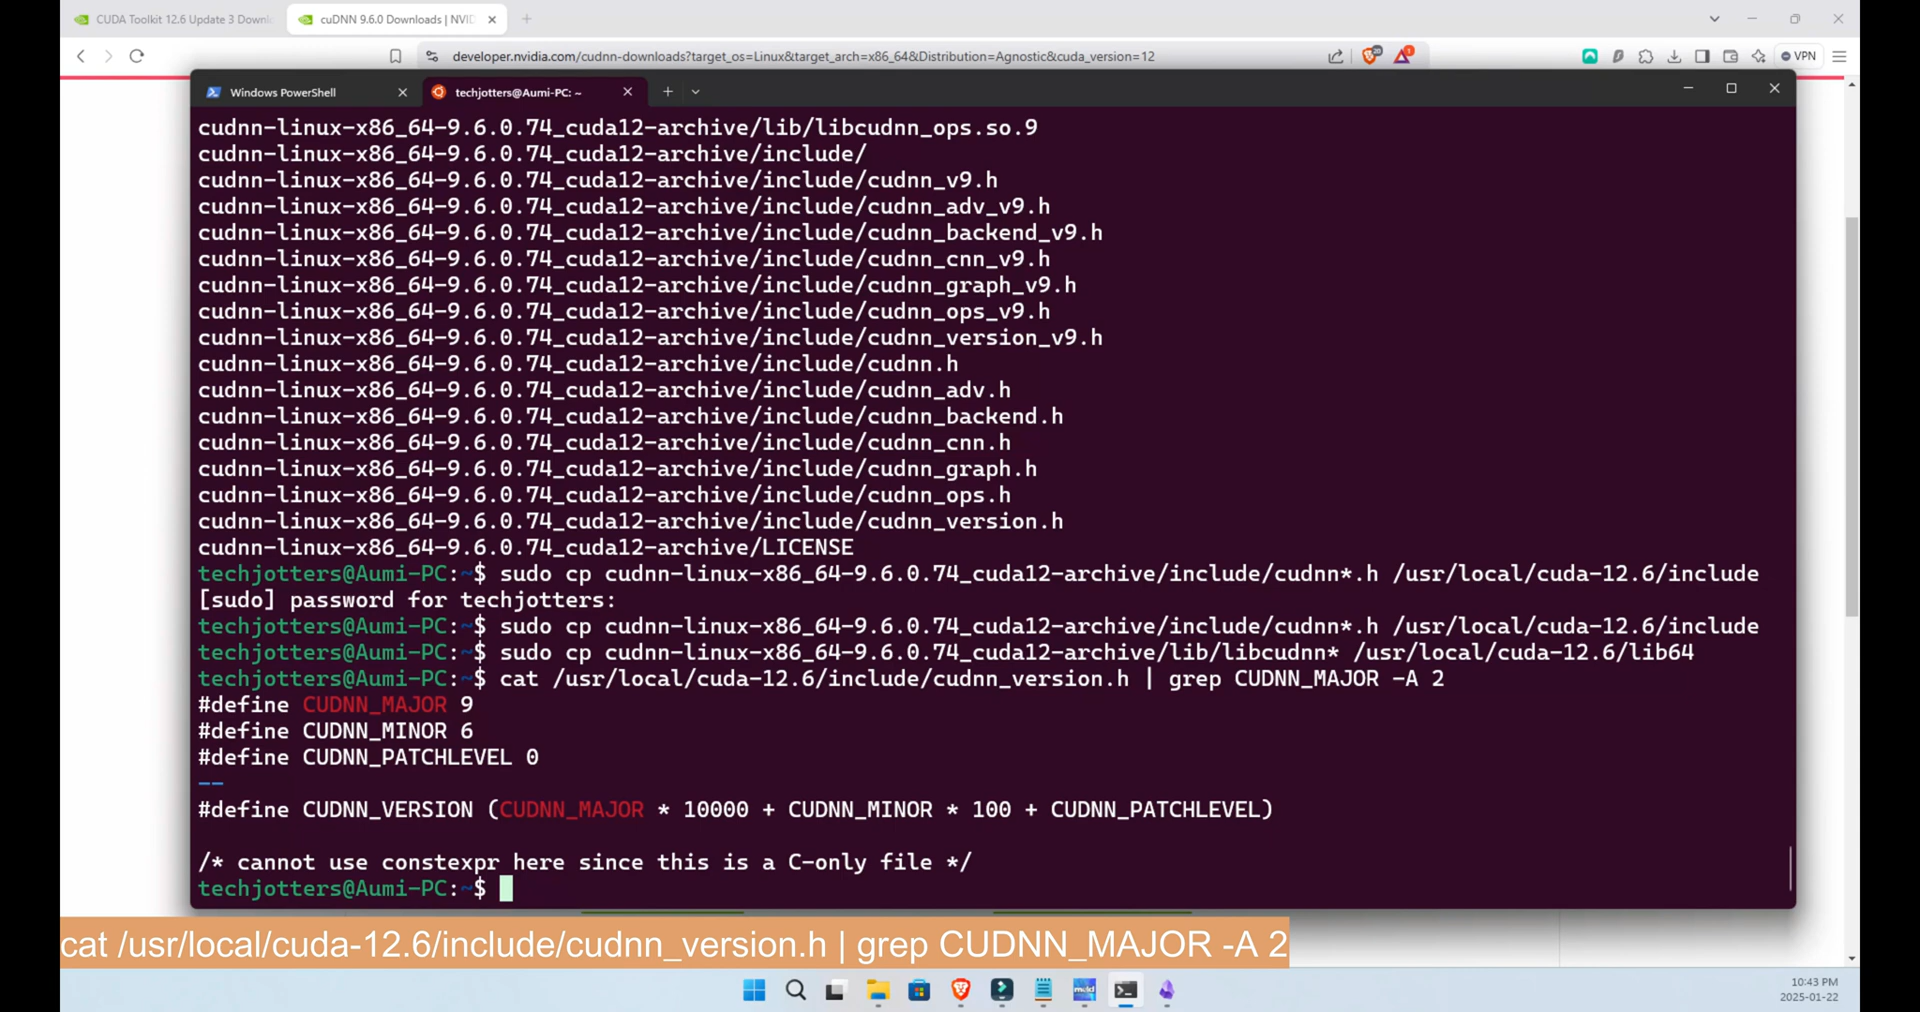 CUDA Toolkit 12.6 Update 3 Downl
cuDNN 9.6.0 Downloads | NVID
developer.nvidia.com/cudnn-downloads?target_os=Linux&target_arch=x86_64&Distribution=Agnostic&cuda_version=12
20
1
VPN
Windows PowerShell
techjotters@Aumi-PC: ~
cudnn-linux-x86_64-9.6.0.74_cuda12-archive/lib/libcudnn_ops.so.9
cudnn-linux-x86_64-9.6.0.74_cuda12-archive/include/
cudnn-linux-x86_64-9.6.0.74_cuda12-archive/include/cudnn_v9.h
cudnn-linux-x86_64-9.6.0.74_cuda12-archive/include/cudnn_adv_v9.h
cudnn-linux-x86_64-9.6.0.74_cuda12-archive/include/cudnn_backend_v9.h
cudnn-linux-x86_64-9.6.0.74_cuda12-archive/include/cudnn_cnn_v9.h
cudnn-linux-x86_64-9.6.0.74_cuda12-archive/include/cudnn_graph_v9.h
cudnn-linux-x86_64-9.6.0.74_cuda12-archive/include/cudnn_ops_v9.h
cudnn-linux-x86_64-9.6.0.74_cuda12-archive/include/cudnn_version_v9.h
cudnn-linux-x86_64-9.6.0.74_cuda12-archive/include/cudnn.h
cudnn-linux-x86_64-9.6.0.74_cuda12-archive/include/cudnn_adv.h
cudnn-linux-x86_64-9.6.0.74_cuda12-archive/include/cudnn_backend.h
cudnn-linux-x86_64-9.6.0.74_cuda12-archive/include/cudnn_cnn.h
cudnn-linux-x86_64-9.6.0.74_cuda12-archive/include/cudnn_graph.h
cudnn-linux-x86_64-9.6.0.74_cuda12-archive/include/cudnn_ops.h
cudnn-linux-x86_64-9.6.0.74_cuda12-archive/include/cudnn_version.h
cudnn-linux-x86_64-9.6.0.74_cuda12-archive/LICENSE
techjotters@Aumi-PC:~$ sudo cp cudnn-linux-x86_64-9.6.0.74_cuda12-archive/include/cudnn*.h /usr/local/cuda-12.6/include
[sudo] password for techjotters:
techjotters@Aumi-PC:~$ sudo cp cudnn-linux-x86_64-9.6.0.74_cuda12-archive/include/cudnn*.h /usr/local/cuda-12.6/include
techjotters@Aumi-PC:~$ sudo cp cudnn-linux-x86_64-9.6.0.74_cuda12-archive/lib/libcudnn* /usr/local/cuda-12.6/lib64
techjotters@Aumi-PC:~$ cat /usr/local/cuda-12.6/include/cudnn_version.h | grep CUDNN_MAJOR -A 2
#define CUDNN_MAJOR 9
#define CUDNN_MINOR 6
#define CUDNN_PATCHLEVEL 0
--
#define CUDNN_VERSION (CUDNN_MAJOR * 10000 + CUDNN_MINOR * 100 + CUDNN_PATCHLEVEL)
/* cannot use constexpr here since this is a C-only file */
techjotters@Aumi-PC:~$
cat /usr/local/cuda-12.6/include/cudnn_version.h | grep CUDNN_MAJOR -A 2
10:43 PM
2025-01-22